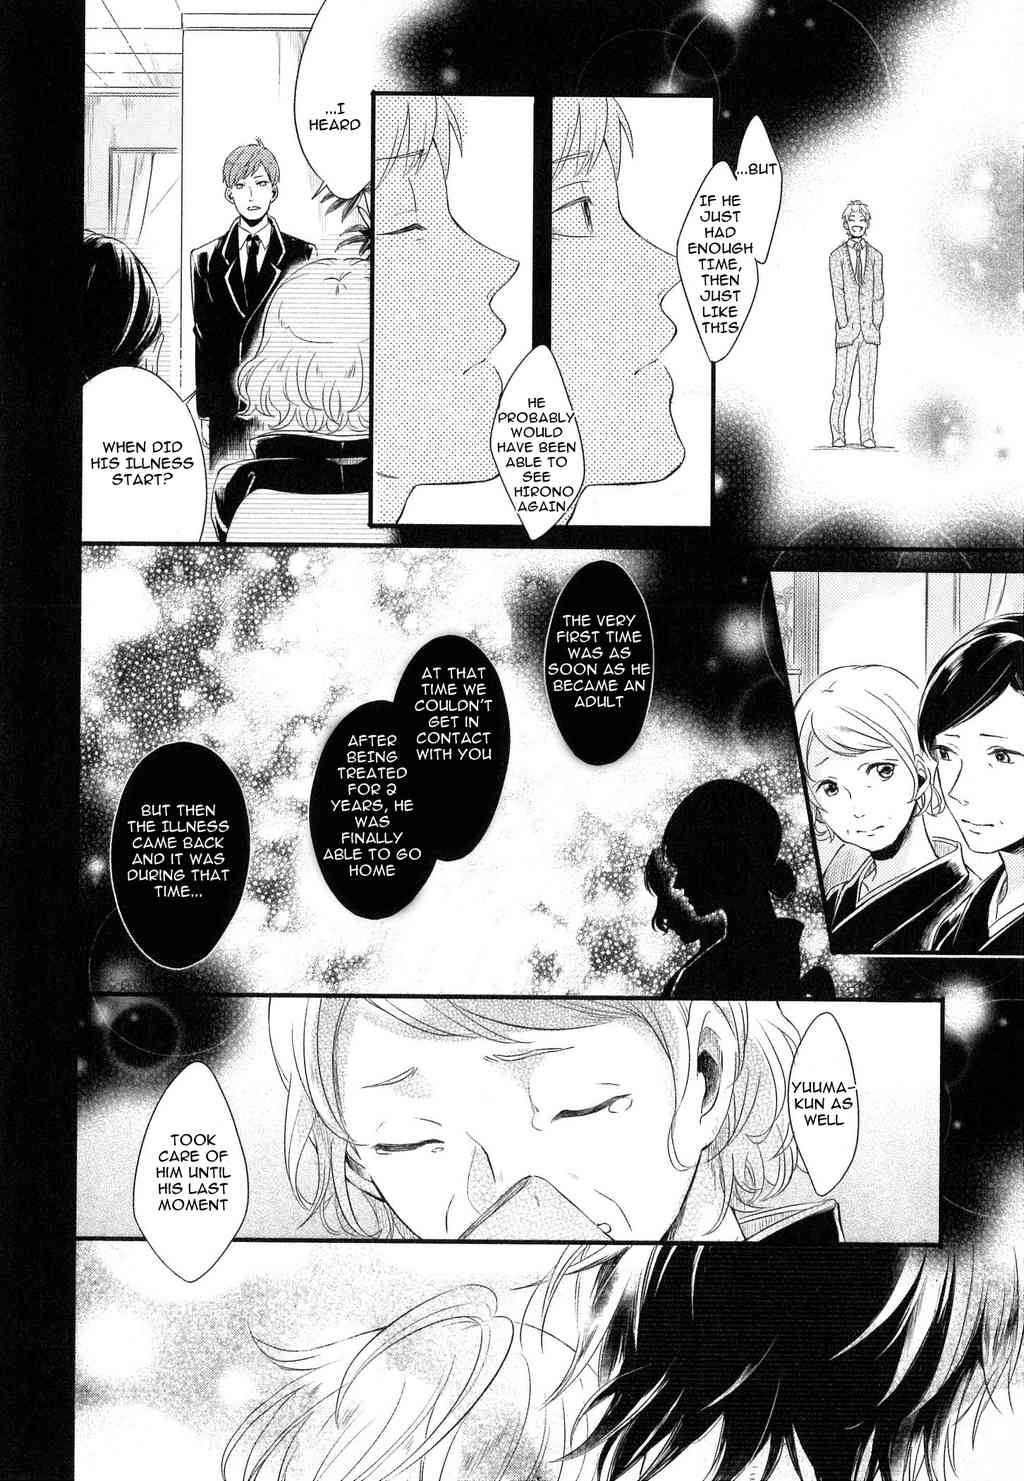 ...BUT
IF HE
JUST
HAD
ENOUGH
TIME,
THEN
JUST
LIKE
THIS
HE
PROBABLY
WOULD
HAVE BEEN
ABLE TO
SEE
HIRONO
AGAIN
...I
HEARD
WHEN DID
HIS ILLNESS
START?
THE VERY
FIRST TIME
WAS AS
SOON AS HE
BECAME AN
ADULT
AT THAT
TIME WE
COULDN'T
GET IN
CONTACT
WITH YOU
AFTER
BEING
TREATED
FOR 2
YEARS, HE
WAS
FINALLY
ABLE TO GO
HOME
BUT THEN
THE ILLNESS
CAME BACK
AND IT WAS
DURING THAT
TIME...
YUUMA-
KUN AS
WELL
TOOK
CARE OF
HIM UNTIL
HIS LAST
MOMENT